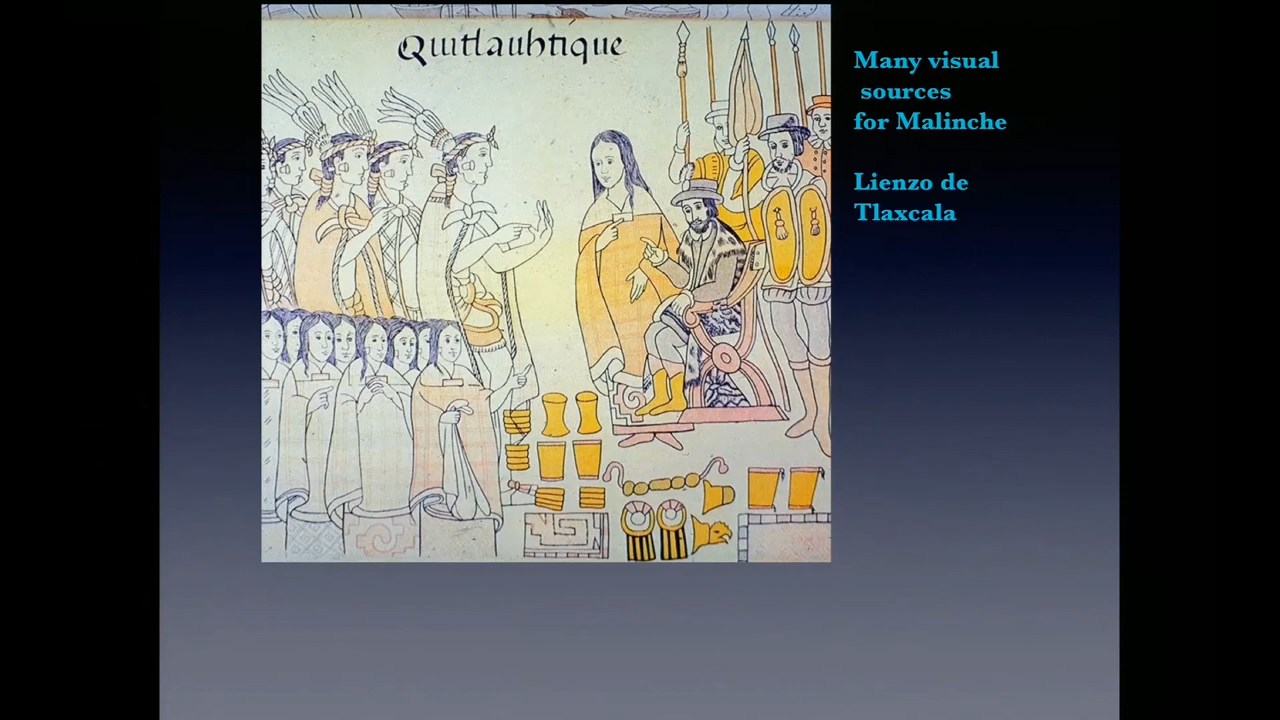 Quitlauhtique
Many visual
sources
for Malinche
Lienzo de
Tlaxcala